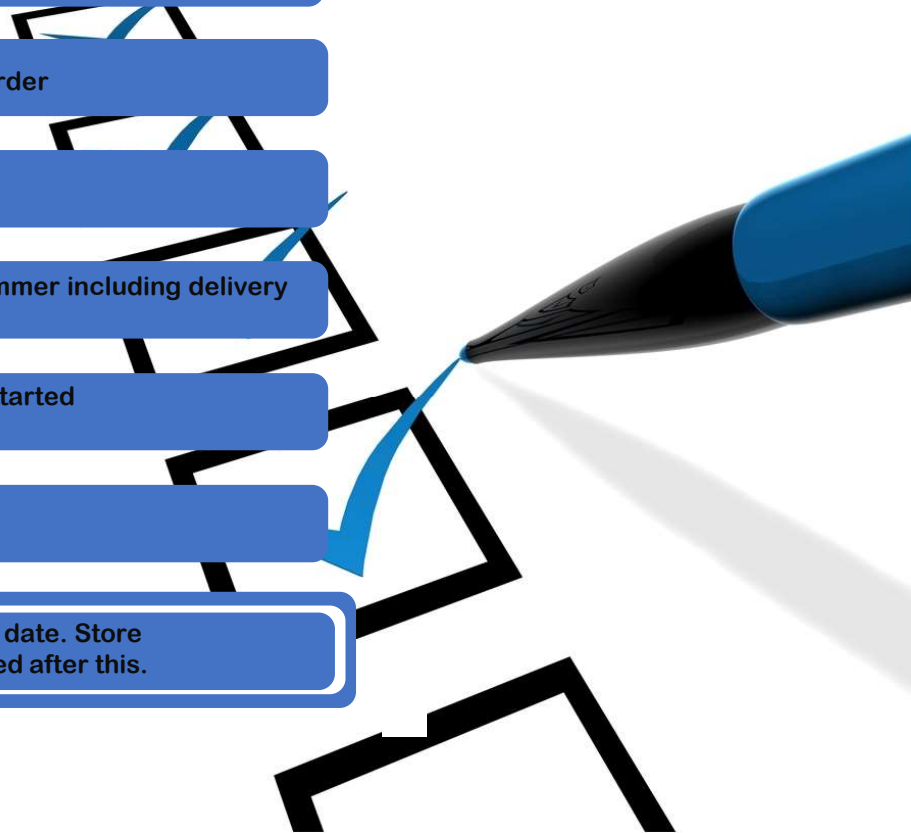 rder
mmer including delivery
tarted
date. Store
ed after this.